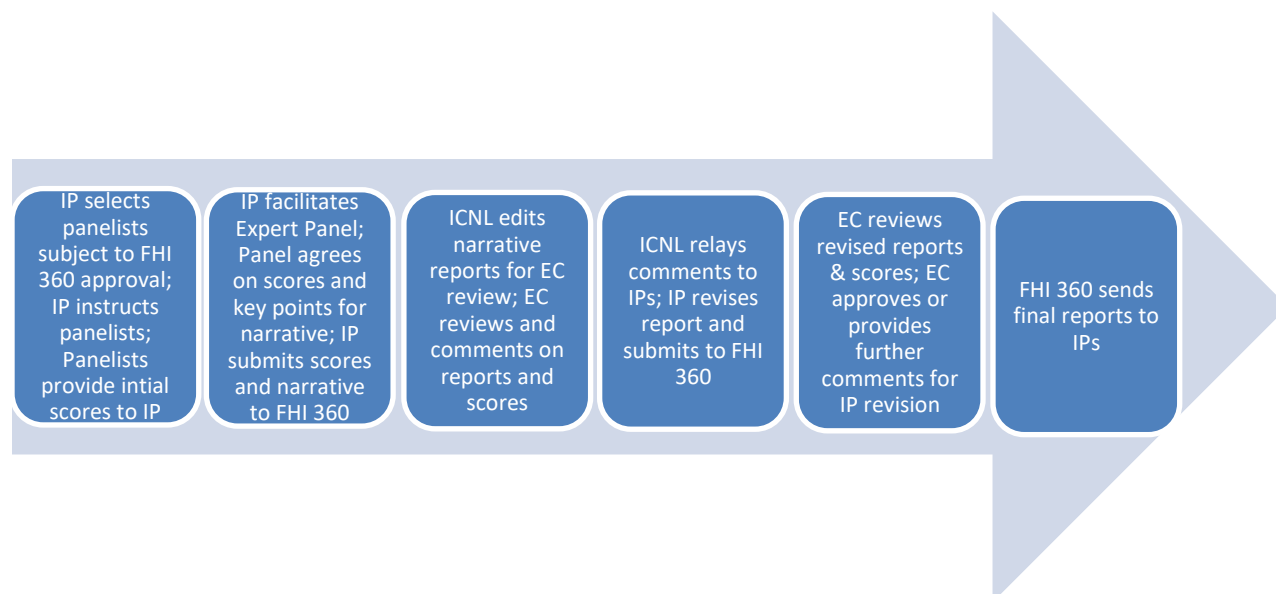 IP selects
panelists
subject to FHI
360 approval;
IP instructs
panelists;
Panelists
provide intial
scores to IP
IP facilitates
Expert Panel;
Panel agrees
on scores and
key points for
narrative; IP
submits scores
and narrative
to FHI 360
ICNL edits
narrative
reports for EC
review; EC
reviews and
comments on
reports and
scores
ICNL relays
comments to
IPs; IP revises
report and
submits to FHI
360
EC reviews
revised reports
& scores; EC
approves or
provides
further
comments for
IP revision
FHI 360 sends
final reports to
IPs